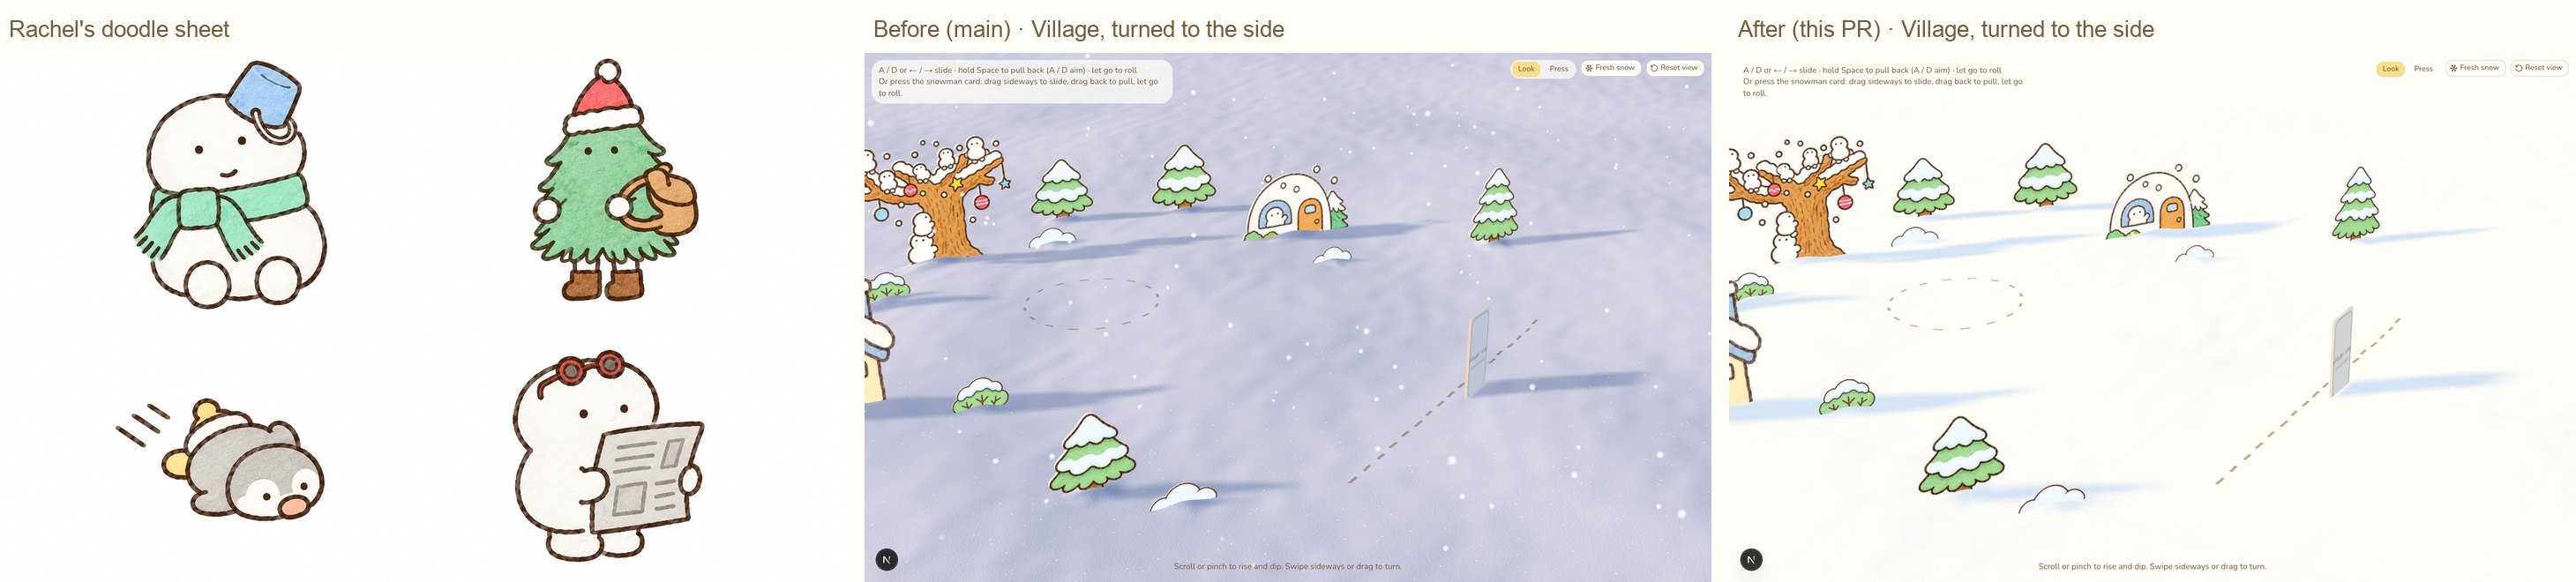 Rachel's doodle sheet
Before (main) · Village, turned to the side
A / D or ← / → slide · hold Space to pull back (A / D aim) · let go to roll
Or press the snowman card: drag sideways to slide, drag back to pull, let go
to roll.
Look
Press
Fresh snow
Reset view
N
Scroll or pinch to rise and dip. Swipe sideways or drag to turn.
After (this PR) · Village, turned to the side
A / D or ← / → slide · hold Space to pull back (A / D aim) · let go to roll
Or press the snowman card: drag sideways to slide, drag back to pull, let go
to roll.
Look
Press
Fresh snow
Reset view
N
Scroll or pinch to rise and dip. Swipe sideways or drag to turn.